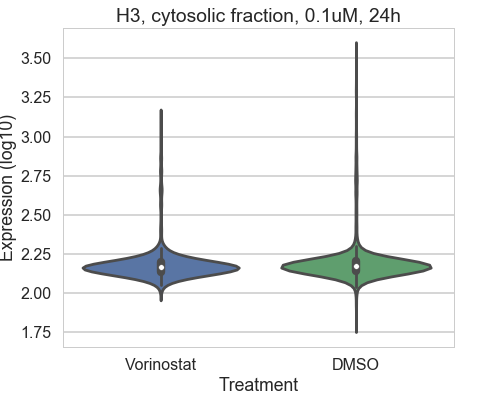 H3, cytosolic fraction, 0.1uM, 24h
Expression (log10)
3.50
3.25
3.00
2.75
2.50
2.25
2.00
1.75
Vorinostat
DMSO
Treatment